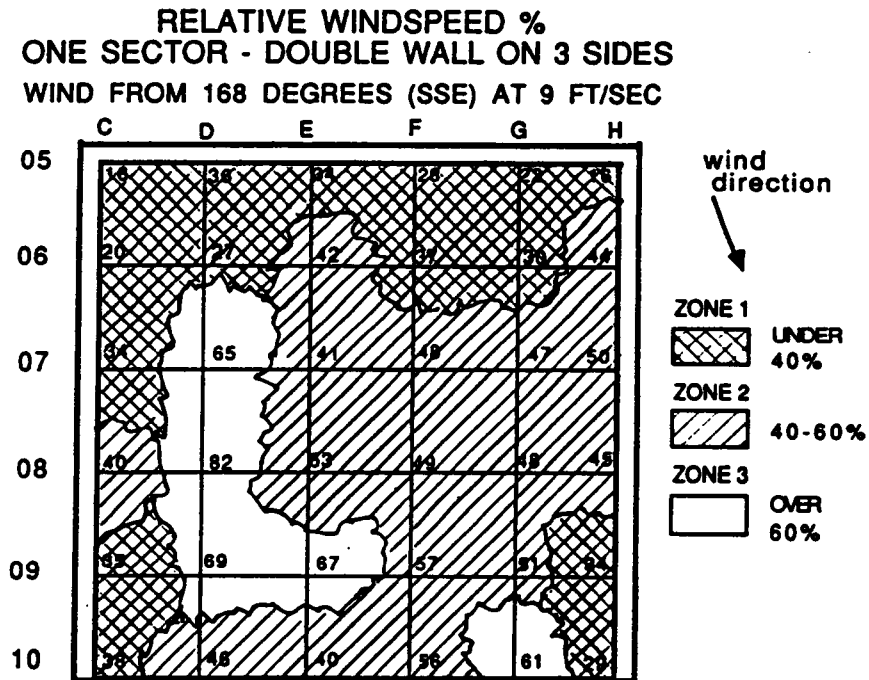 RELATIVE WINDSPEED %
ONE SECTOR - DOUBLE WALL ON 3 SIDES
WIND FROM 168 DEGREES (SSE) AT 9 FT/SEC
C D E F G H
wind
direction
05
06 20 27 42 37 30 44
07 65 41 47 50
08 40 82 53 49 48 45
09 69 67 57
10 38 46 40 56 61
ZONE 1
UNDER
40%
ZONE 2
40-60%
ZONE 3
OVER
60%